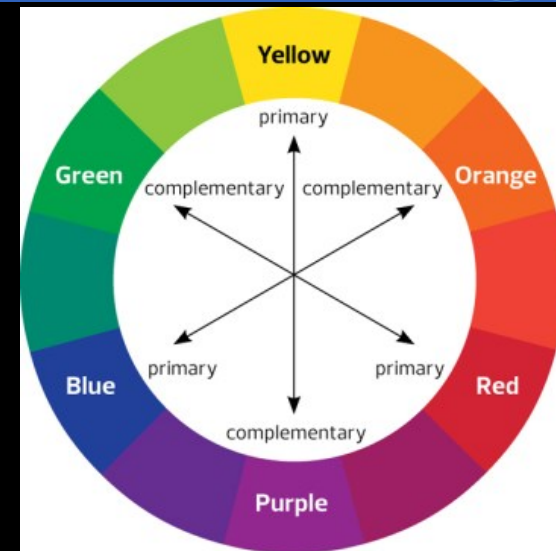 Yellow
primary
Green
complementary
complementary
Orange
primary
primary
Blue
Red
complementary
Purple